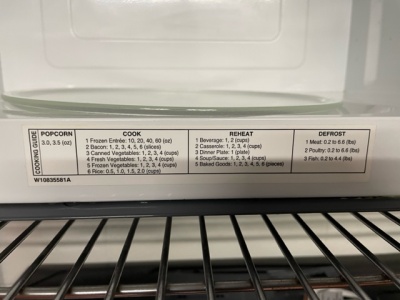 COOKING GUIDE
POPCORN
3.0, 3.5 (oz)
COOK
1 Frozen Entrée: 10, 20, 40, 60 (oz)
2 Bacon: 1, 2, 3, 4, 5, 6 (slices)
3 Canned Vegetables: 1, 2, 3, 4 (cups)
4 Fresh Vegetables: 1, 2, 3, 4 (cups)
5 Frozen Vegetables: 1, 2, 3, 4 (cups)
6 Rice: 0.5, 1.0, 1.5, 2.0 (cups)
REHEAT
1 Beverage: 1, 2 (cups)
2 Casserole: 1, 2, 3, 4 (cups)
3 Dinner Plate: 1 (plate)
4 Soup/Sauce: 1, 2, 3, 4 (cups)
5 Baked Goods: 1, 2, 3, 4, 5, 6 (pieces)
DEFROST
1 Meat: 0.2 to 6.6 (lbs)
2 Poultry: 0.2 to 6.6 (lbs)
3 Fish: 0.2 to 4.4 (lbs)
W10835581A